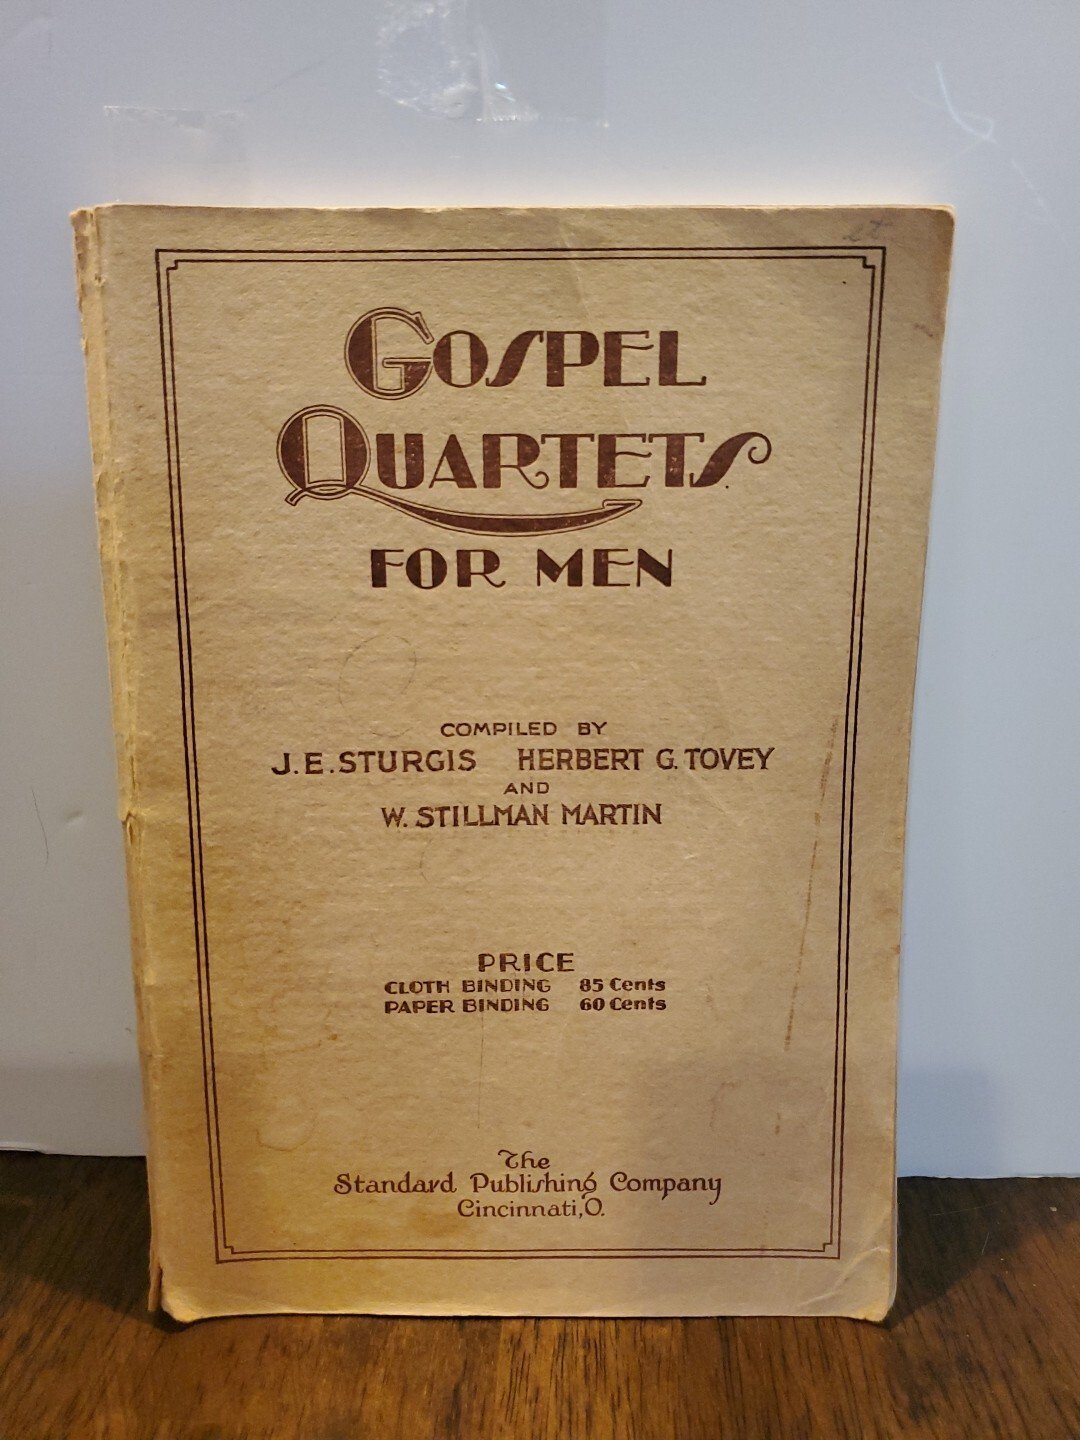 GOSPEL
QUARTETS
FOR MEN
COMPILED BY
J.E. STURGIS HERBERT G. TOVEY
AND
W. STILLMAN MARTIN
PRICE
CLOTH BINDING 85 Cents
PAPER BINDING 60 Cents
The
Standard Publishing Company
Cincinnati, O.